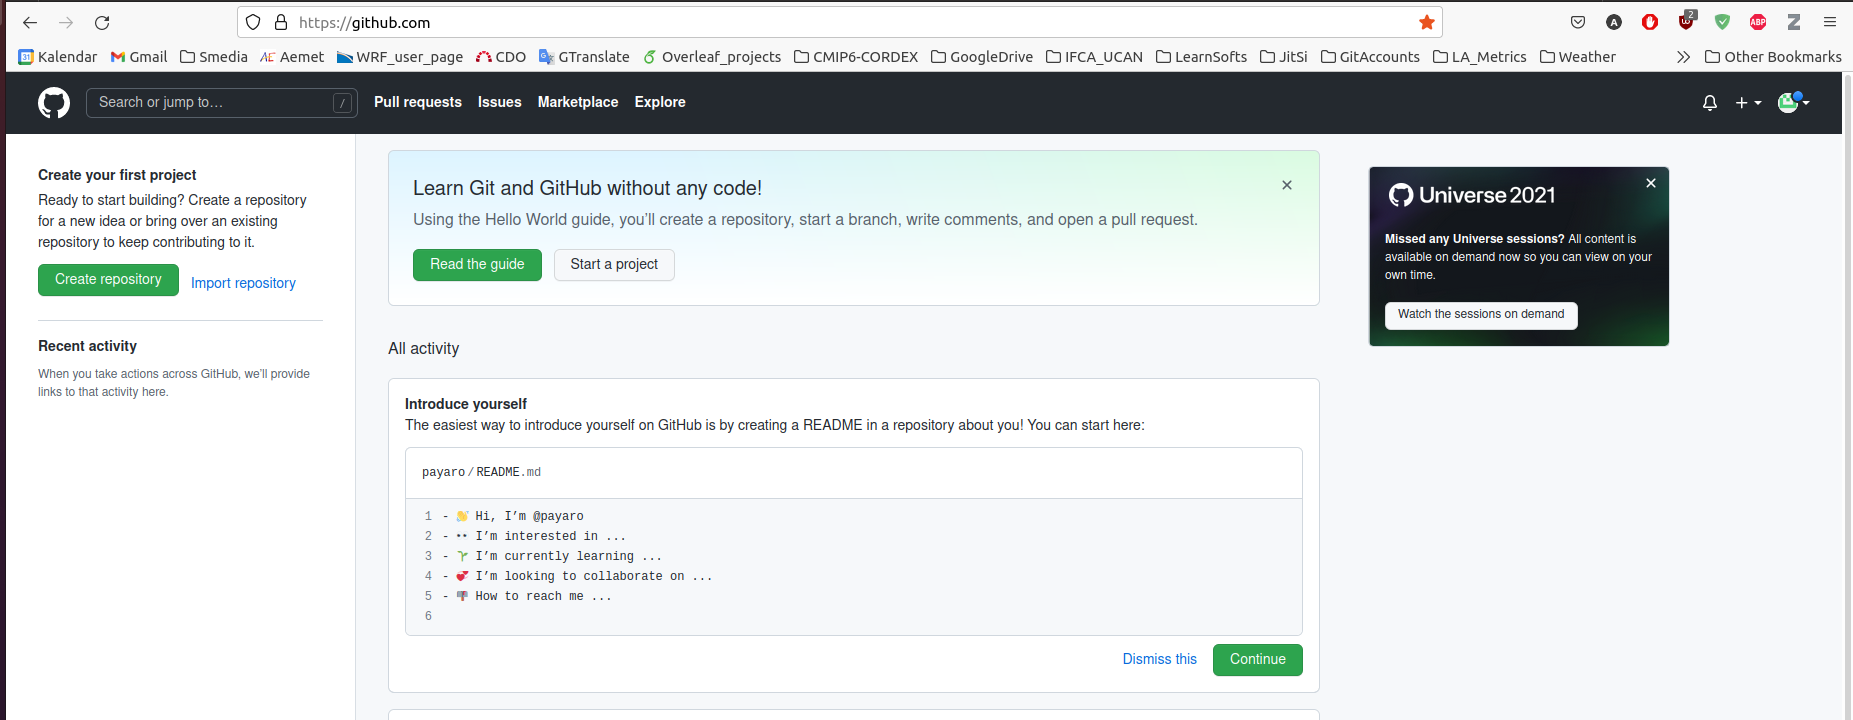 https://github.com
2
ABP
31 Kalendar Gmail Smedia AE Aemet WRF_user_page CDO GTranslate Overleaf_projects CMIP6-CORDEX GoogleDrive IFCA_UCAN LearnSofts JitSi GitAccounts LA_Metrics Weather Other Bookmarks
Search or jump to… / Pull requests Issues Marketplace Explore
Create your first project
Ready to start building? Create a repository
for a new idea or bring over an existing
repository to keep contributing to it.
Create repository Import repository
Recent activity
When you take actions across GitHub, we'll provide
links to that activity here.
Learn Git and GitHub without any code!
Using the Hello World guide, you'll create a repository, start a branch, write comments, and open a pull request.
Read the guide Start a project
All activity
Introduce yourself
The easiest way to introduce yourself on GitHub is by creating a README in a repository about you! You can start here:
payaro/README.md
1 - 👋 Hi, I'm @payaro
2 - 👀 I'm interested in ...
3 - 🌱 I'm currently learning ...
4 - 💞️ I'm looking to collaborate on ...
5 - 📫 How to reach me ...
6
Dismiss this Continue
Universe 2021
Missed any Universe sessions? All content is
available on demand now so you can view on your
own time.
Watch the sessions on demand